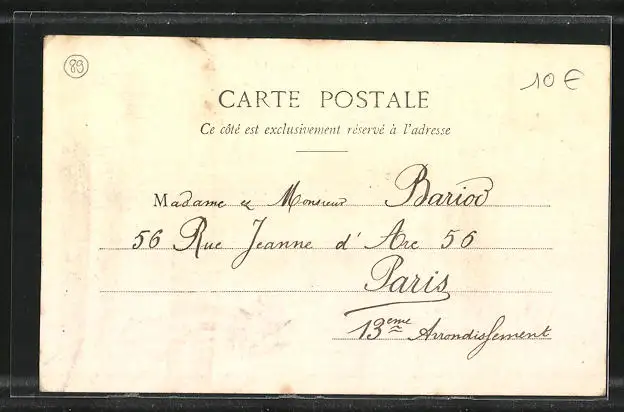 89
10 €
CARTE POSTALE
Ce côté est exclusivement réservé à l'adresse
Madame & Monsieur Bariod
56 Rue Jeanne d' Arc 56
Paris
13eme Arrondissement